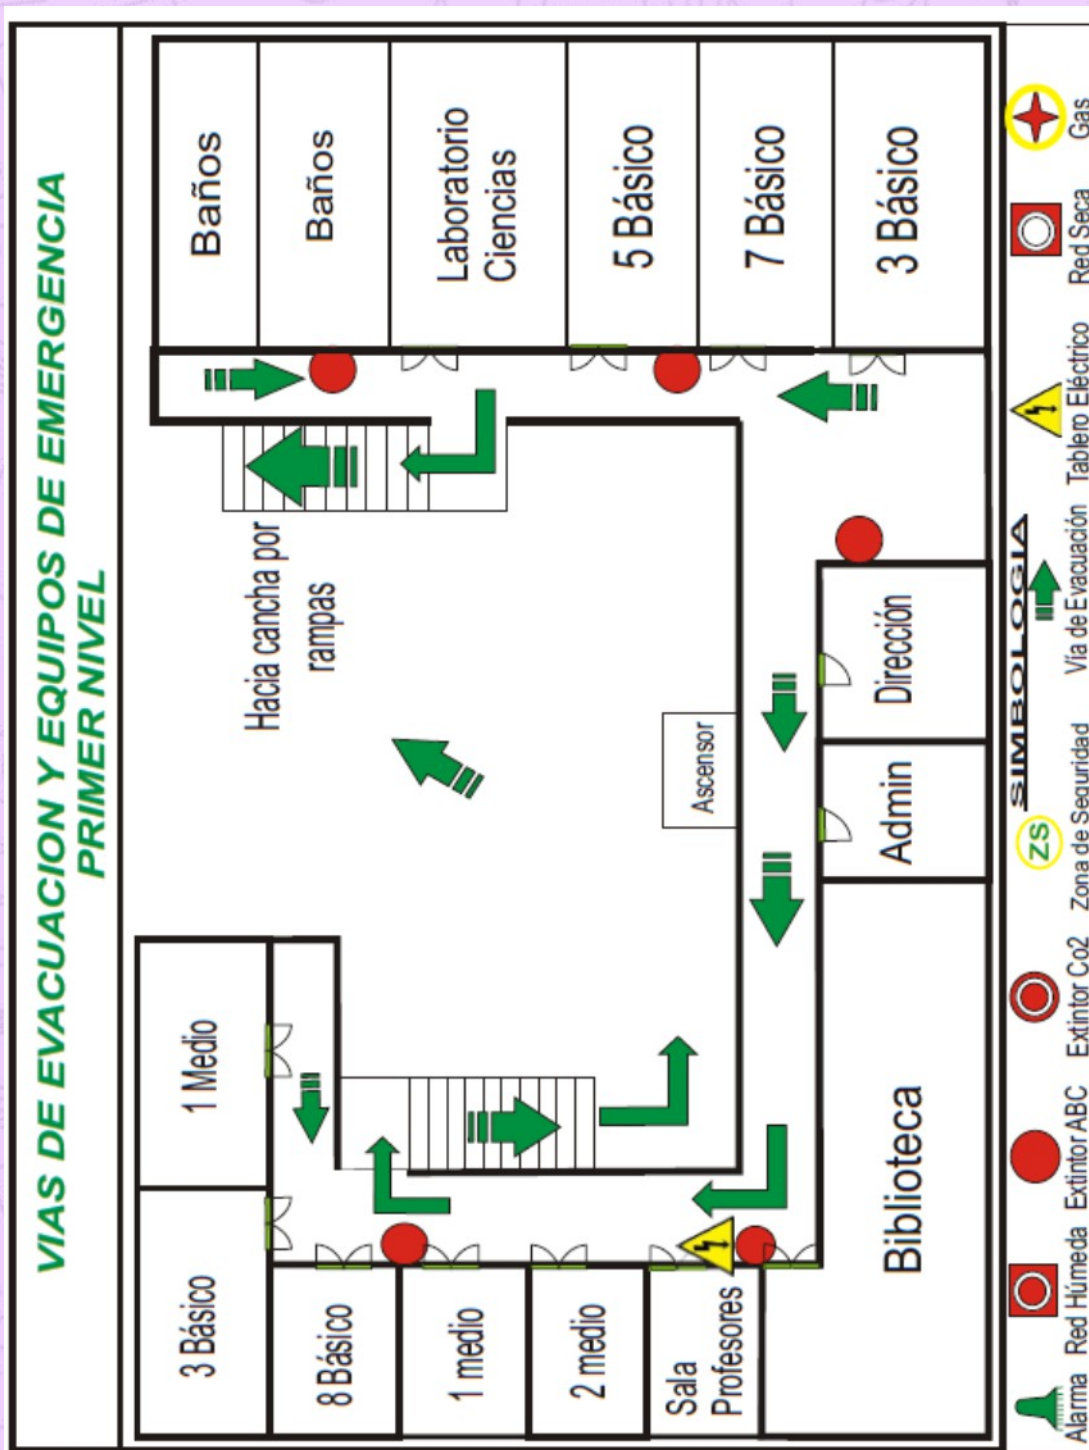 VIAS DE EVACUACION Y EQUIPOS DE EMERGENCIA
PRIMER NIVEL
3 Básico
1 Medio
Baños
8 Básico
Hacia cancha por
rampas
Baños
1 medio
Laboratorio
Ciencias
2 medio
5 Básico
Sala
Profesores
Ascensor
7 Básico
Biblioteca
Admin
Dirección
3 Básico
SIMBOLOGIA
ZS
Alarma
Red Húmeda
Extintor ABC
Extintor Co2
Zona de Seguridad
Vía de Evacuación
Tablero Eléctrico
Red Seca
Gas